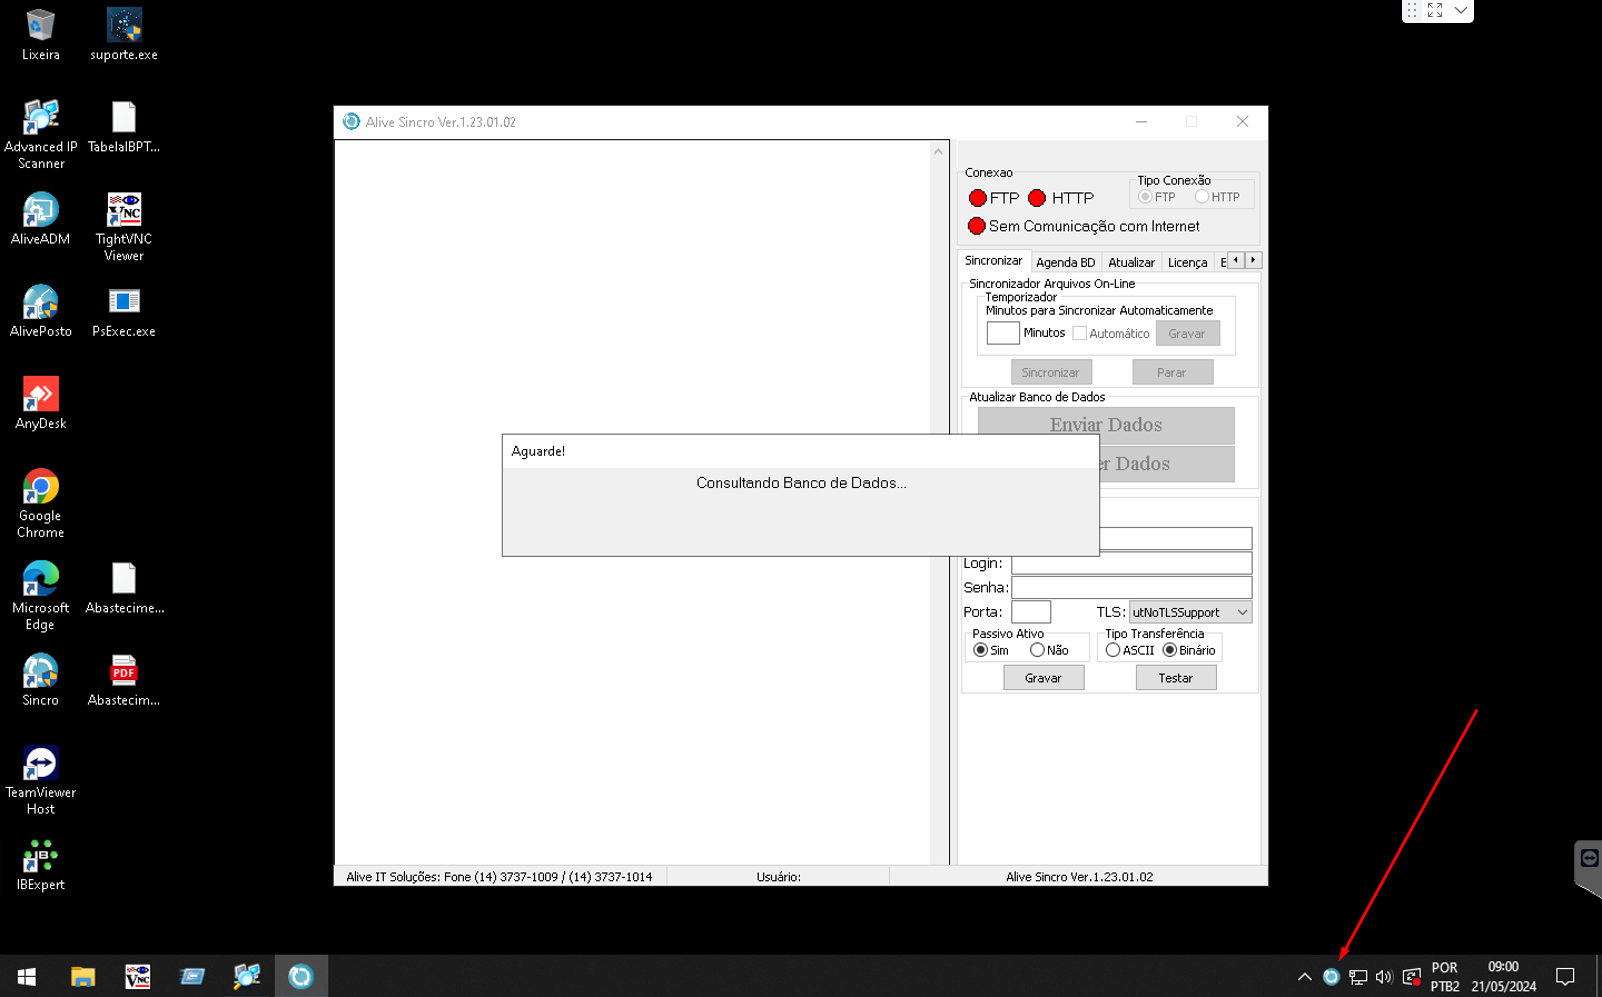 Lixeira
suporte.exe
Advanced IP
Scanner
TabelaIBPT...
AliveADM
TightVNC
Viewer
AlivePosto
PsExec.exe
AnyDesk
Google
Chrome
Microsoft
Edge
Abastecime...
Sincro
PDF
Abastecim...
TeamViewer
Host
IBExpert
Alive Sincro Ver.1.23.01.02
Conexao
FTP
HTTP
Tipo Conexão
FTP
HTTP
Sem Comunicação com Internet
Sincronizar
Agenda BD
Atualizar
Licença
E
Sincronizador Arquivos On-Line
Temporizador
Minutos para Sincronizar Automaticamente
Minutos
Automático
Gravar
Sincronizar
Parar
Atualizar Banco de Dados
Enviar Dados
er Dados
Aguarde!
Consultando Banco de Dados...
Login:
Senha:
Porta:
TLS:
utNoTLSSupport
Passivo Ativo
Sim
Não
Tipo Transferência
ASCII
Binário
Gravar
Testar
Alive IT Soluções: Fone (14) 3737-1009 / (14) 3737-1014
Usuário:
Alive Sincro Ver.1.23.01.02
POR
PTB2
09:00
21/05/2024